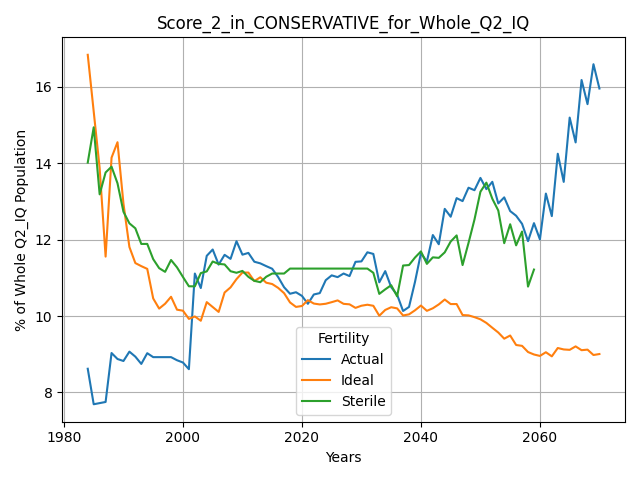 Score_2_in_CONSERVATIVE_for_Whole_Q2_IQ
% of Whole Q2_IQ Population
16
14
12
10
8
Fertility
Actual
Ideal
Sterile
1980
2000
2020
2040
2060
Years